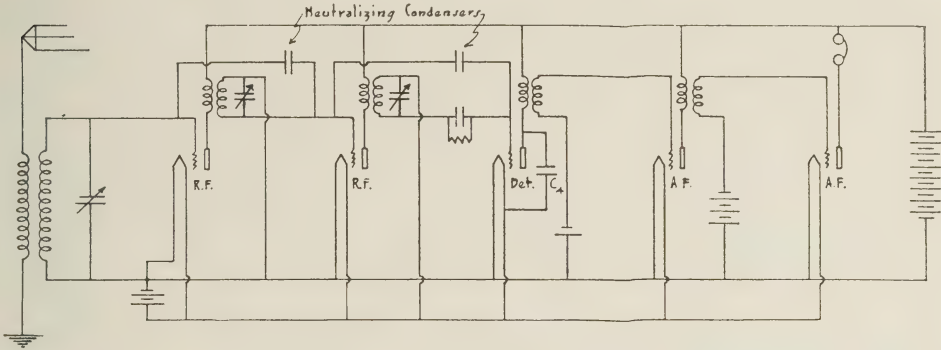 Neutralizing Condensers
R.F.
R.F.
Det.
C4
A.F.
A.F.